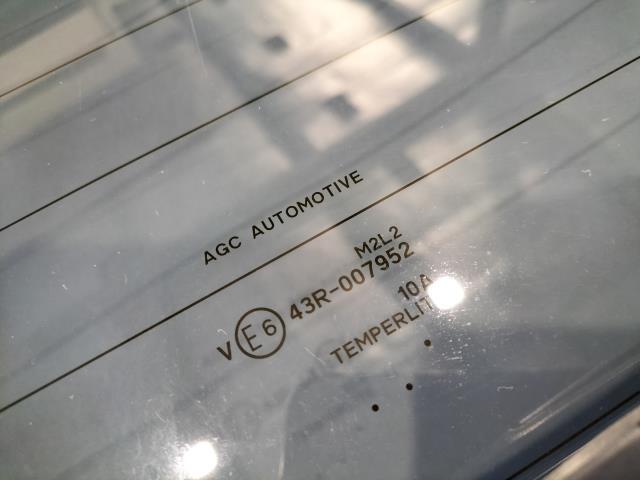 AGC AUTOMOTIVE
M2L2
V E6 43R-007952
10A
TEMPERLIT